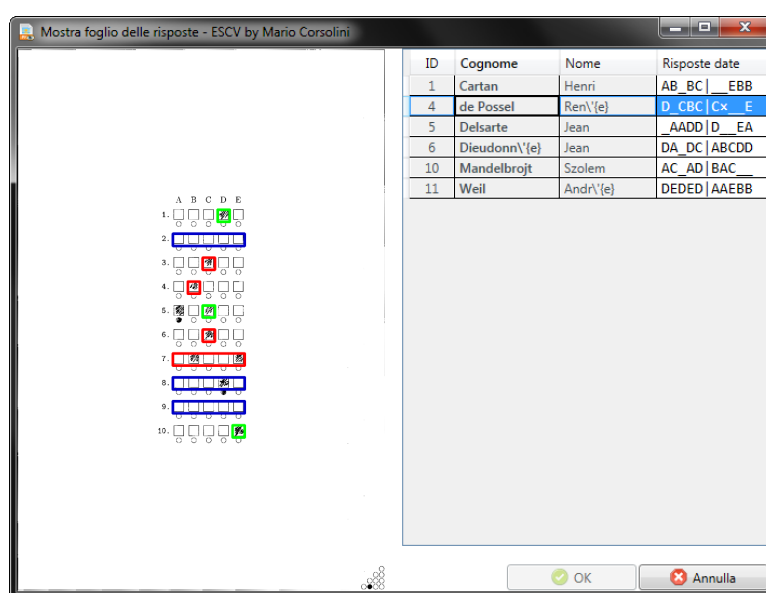 Mostra foglio delle risposte - ESCV by Mario Corsolini
A B C D E
1.
2.
3.
4.
5.
6.
7.
8.
9.
10.
ID Cognome Nome Risposte date
1 Cartan Henri AB_BC|__EBB
4 de Possel Ren\'{e} D_CBC|C×__E
5 Delsarte Jean _AADD|D__EA
6 Dieudonn\'{e} Jean DA_DC|ABCDD
10 Mandelbrojt Szolem AC_AD|BAC__
11 Weil Andr\'{e} DEDED|AAEBB
OK Annulla